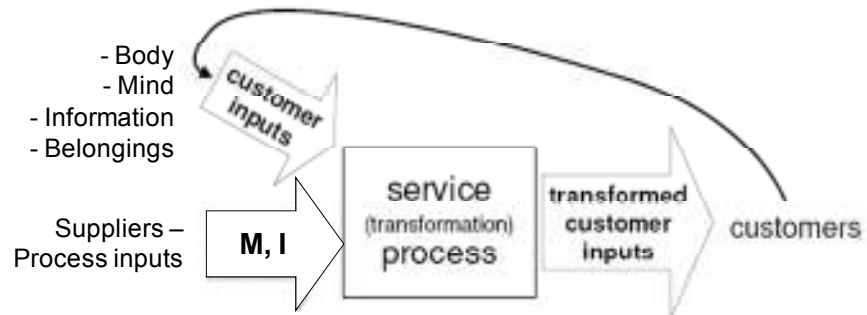 - Body
- Mind
- Information
- Belongings
customer
inputs
Suppliers –
Process inputs
M, I
service
(transformation)
process
transformed
customer
inputs
customers